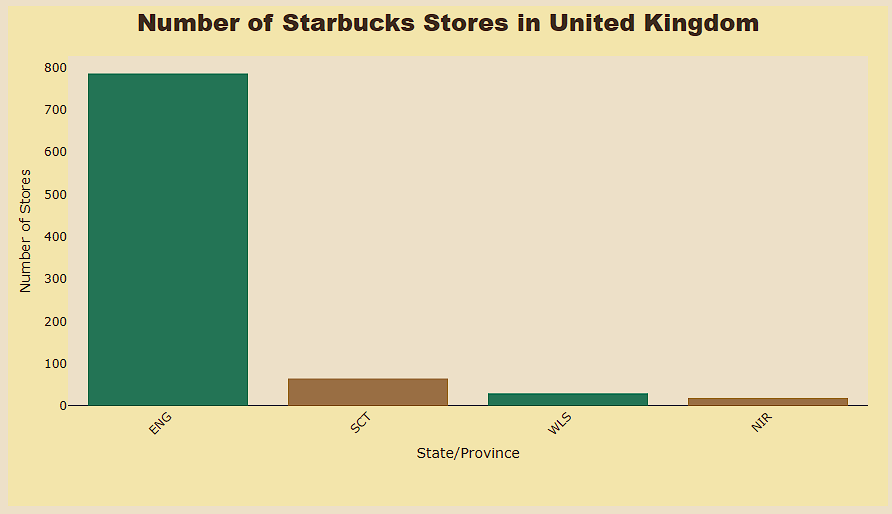 Number of Starbucks Stores in United Kingdom
800
700
600
500
400
300
200
100
0
Number of Stores
ENG
SCT
WLS
NIR
State/Province